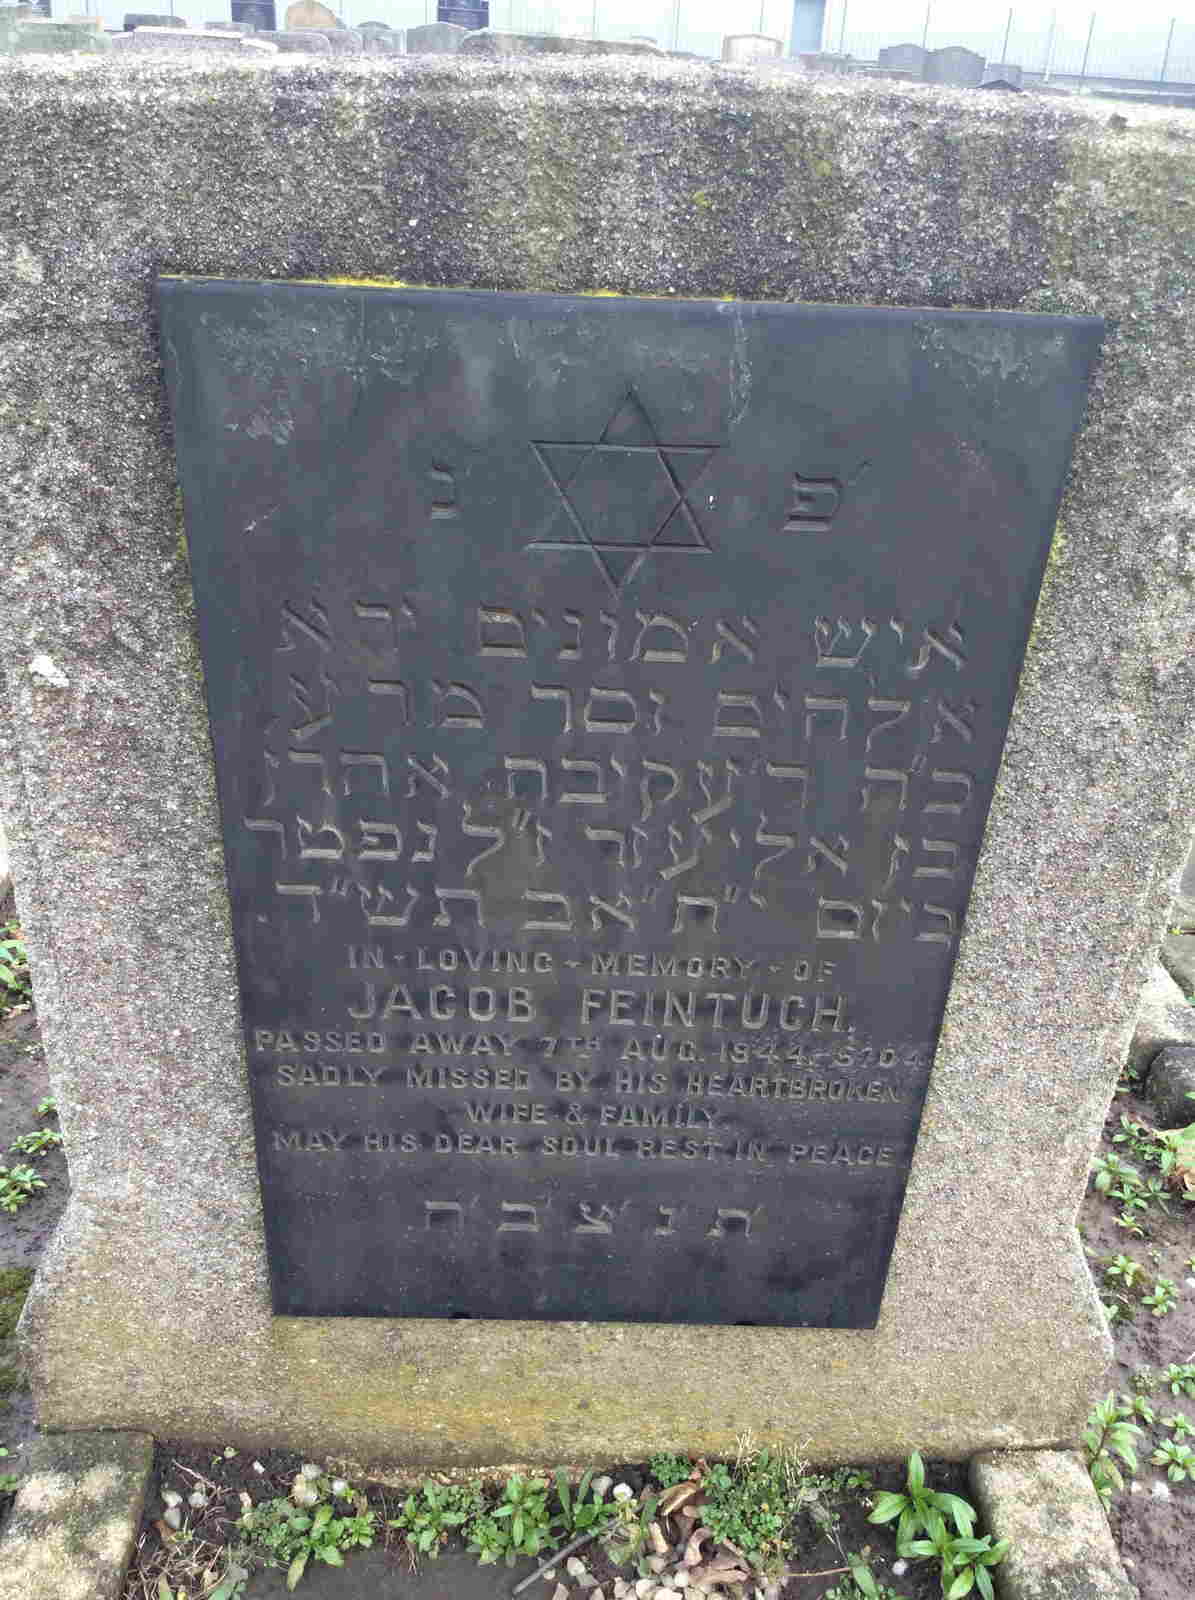 פ' נ
איש אמונים ירא
אלהים וסר מרע
כ"ה ר' עקיבה אהרן
בן אליעזר ז"ל נפטר
ביום י"ח אב תש"ד.
IN - LOVING - MEMORY - OF
JACOB FEINTUCH.
PASSED AWAY 7TH AUG. 1944.-5704.
SADLY MISSED BY HIS HEARTBROKEN
WIFE & FAMILY.
MAY HIS DEAR SOUL REST IN PEACE.
ת' נ' צ' ב' ה'